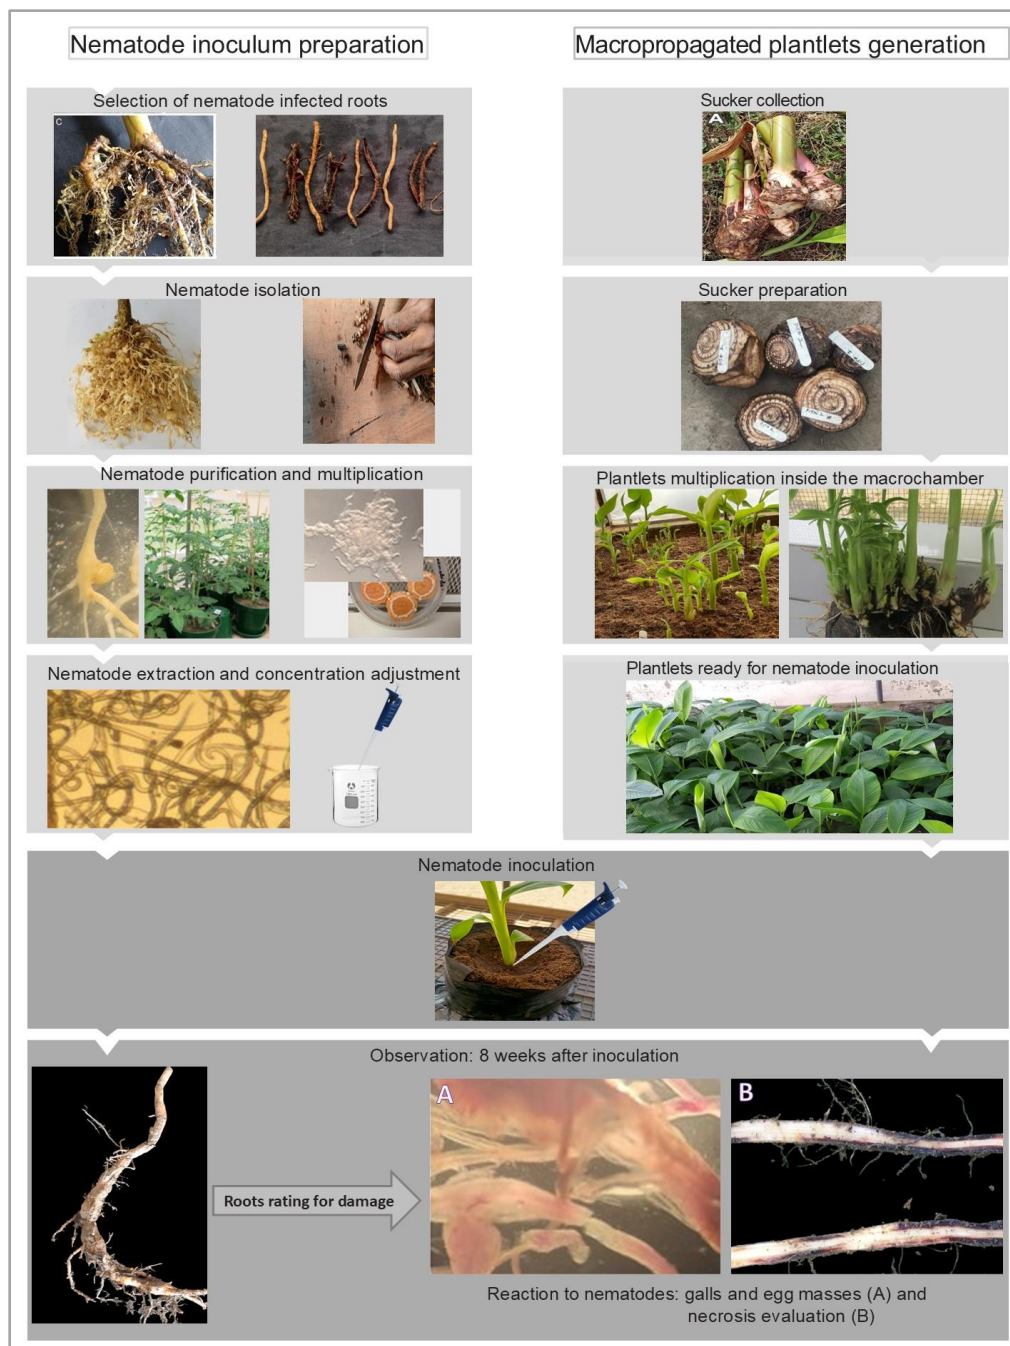 Nematode inoculum preparation
Macropropagated plantlets generation
Selection of nematode infected roots
C
Sucker collection
A
Nematode isolation
Sucker preparation
Nematode purification and multiplication
Plantlets multiplication inside the macrochamber
Nematode extraction and concentration adjustment
Plantlets ready for nematode inoculation
Nematode inoculation
Observation: 8 weeks after inoculation
A
B
Roots rating for damage
Reaction to nematodes: galls and egg masses (A) and
necrosis evaluation (B)